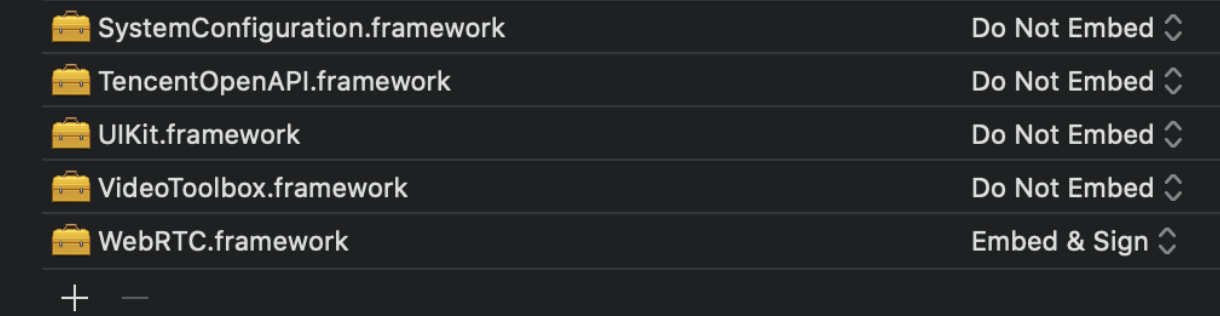 SystemConfiguration.framework Do Not Embed
TencentOpenAPI.framework Do Not Embed
UIKit.framework Do Not Embed
VideoToolbox.framework Do Not Embed
WebRTC.framework Embed & Sign